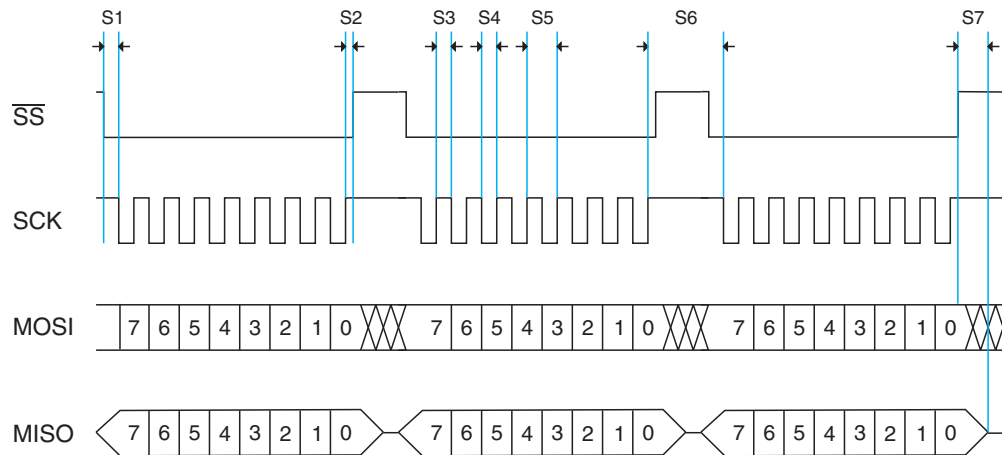 S1 S2 S3 S4 S5 S6 S7
SS
SCK
MOSI 7 6 5 4 3 2 1 0 7 6 5 4 3 2 1 0 7 6 5 4 3 2 1 0
MISO 7 6 5 4 3 2 1 0 7 6 5 4 3 2 1 0 7 6 5 4 3 2 1 0